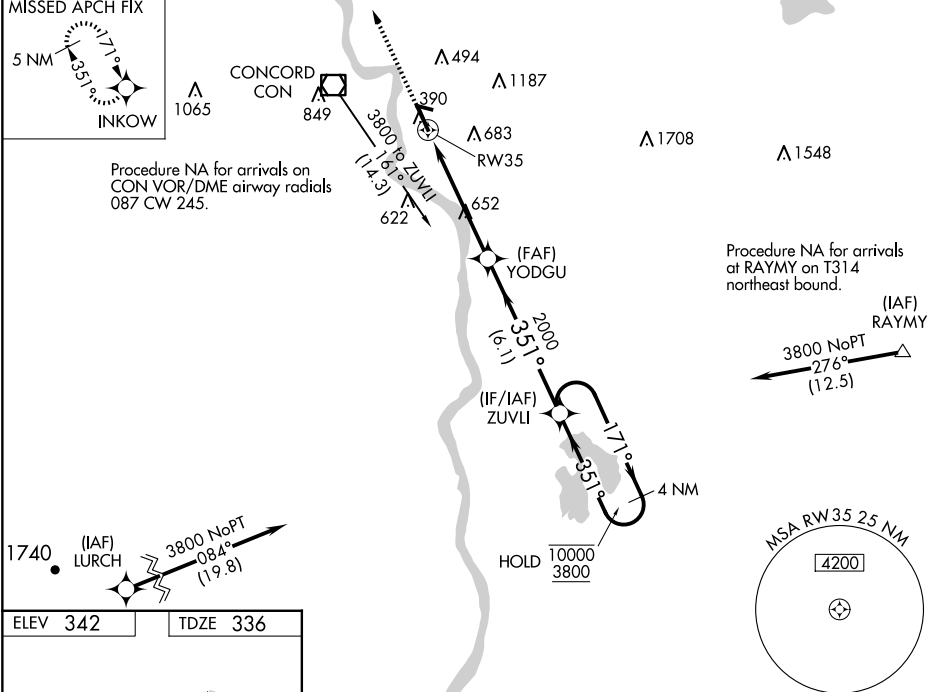 MISSED APCH FIX
5 NM
171°
351°
INKOW
1065
CONCORD
CON
849
494
1187
390
683
RW35
1708
1548
3800 to ZUVLI
161°
(14.3)
622
652
Procedure NA for arrivals on
CON VOR/DME airway radials
087 CW 245.
(FAF)
YODGU
Procedure NA for arrivals
at RAYMY on T314
northeast bound.
(IAF)
RAYMY
3800 NoPT
276°
(12.5)
2000
351°
(6.1)
(IF/IAF)
ZUVLI
171°
351°
4 NM
HOLD
10000
3800
MSA RW35 25 NM
4200
1740
(IAF)
LURCH
3800 NoPT
084°
(19.8)
ELEV 342
TDZE 336